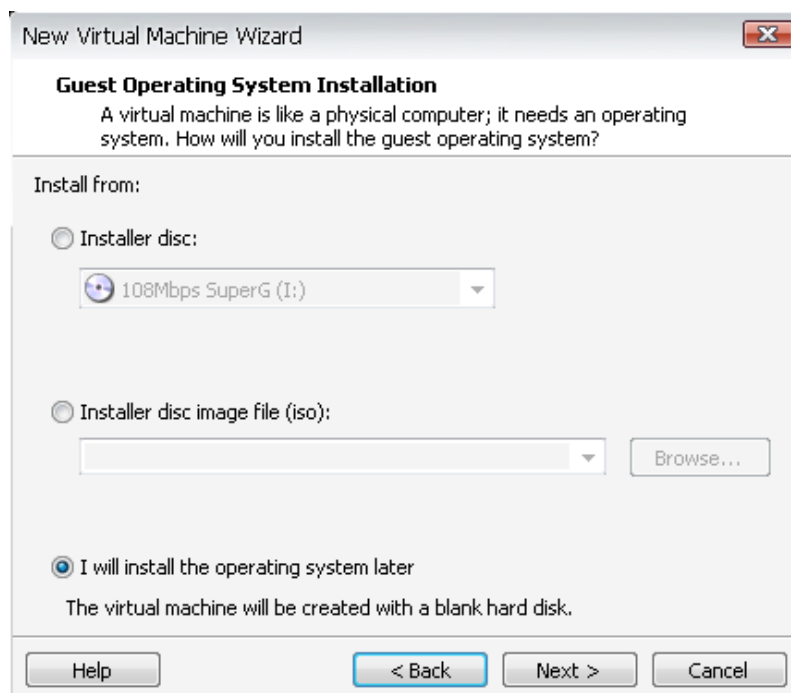 New Virtual Machine Wizard
Guest Operating System Installation
A virtual machine is like a physical computer; it needs an operating
system. How will you install the guest operating system?
Install from:
Installer disc:
108Mbps SuperG (I:)
Installer disc image file (iso):
Browse...
I will install the operating system later
The virtual machine will be created with a blank hard disk.
Help < Back Next > Cancel